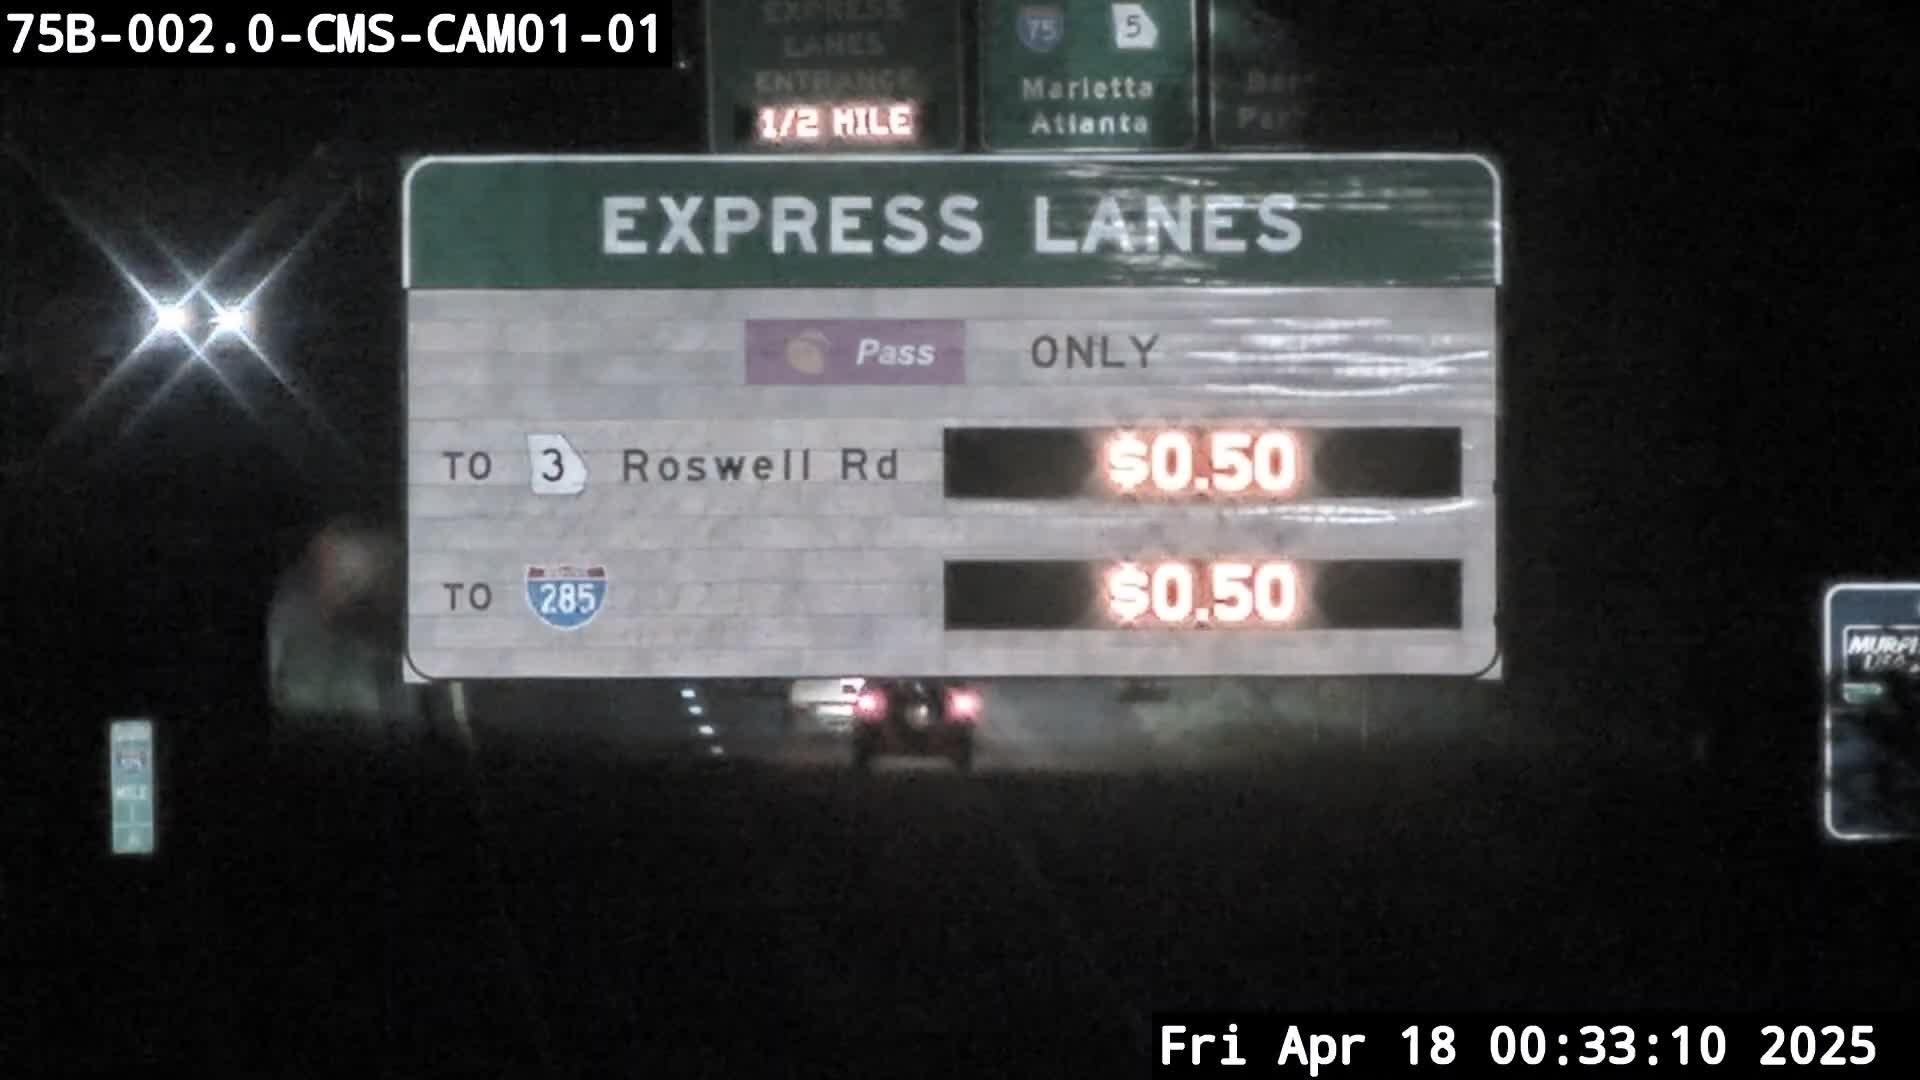 75B-002.0-CMS-CAM01-01
EXPRESS
LANES
ENTRANCE
1/2 MILE
75 5
Marietta
Atlanta
EXPRESS LANES
Pass ONLY
TO 3 Roswell Rd $0.50
TO 285 $0.50
MILE
Fri Apr 18 00:33:10 2025